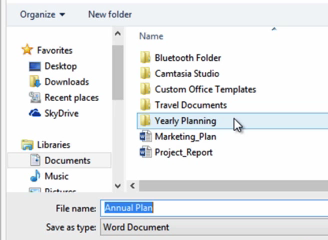 Organize New folder
Name
Favorites
Desktop
Downloads
Recent places
SkyDrive
Libraries
Documents
Music
Pictures
Bluetooth Folder
Camtasia Studio
Custom Office Templates
Travel Documents
Yearly Planning
Marketing_Plan
Project_Report
File name: Annual Plan
Save as type: Word Document